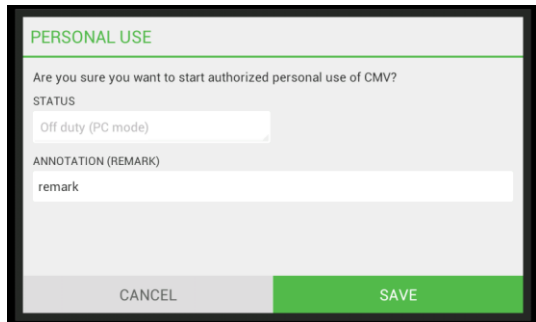 PERSONAL USE
Are you sure you want to start authorized personal use of CMV?
STATUS
Off duty (PC mode)
ANNOTATION (REMARK)
remark
CANCEL
SAVE